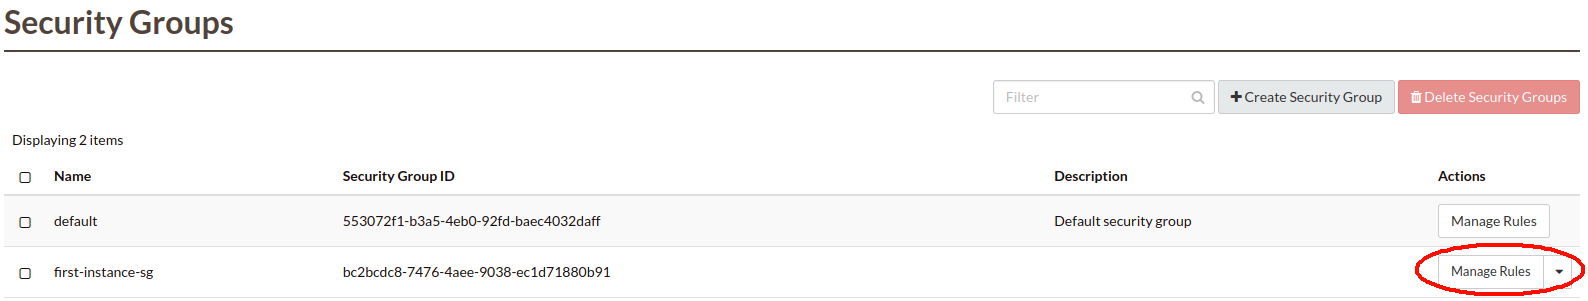 Security Groups
Filter Create Security Group Delete Security Groups
Displaying 2 items
Name Security Group ID Description Actions
default 553072f1-b3a5-4eb0-92fd-baec4032daff Default security group Manage Rules
first-instance-sg bc2bcdc8-7476-4aee-9038-ec1d71880b91 Manage Rules